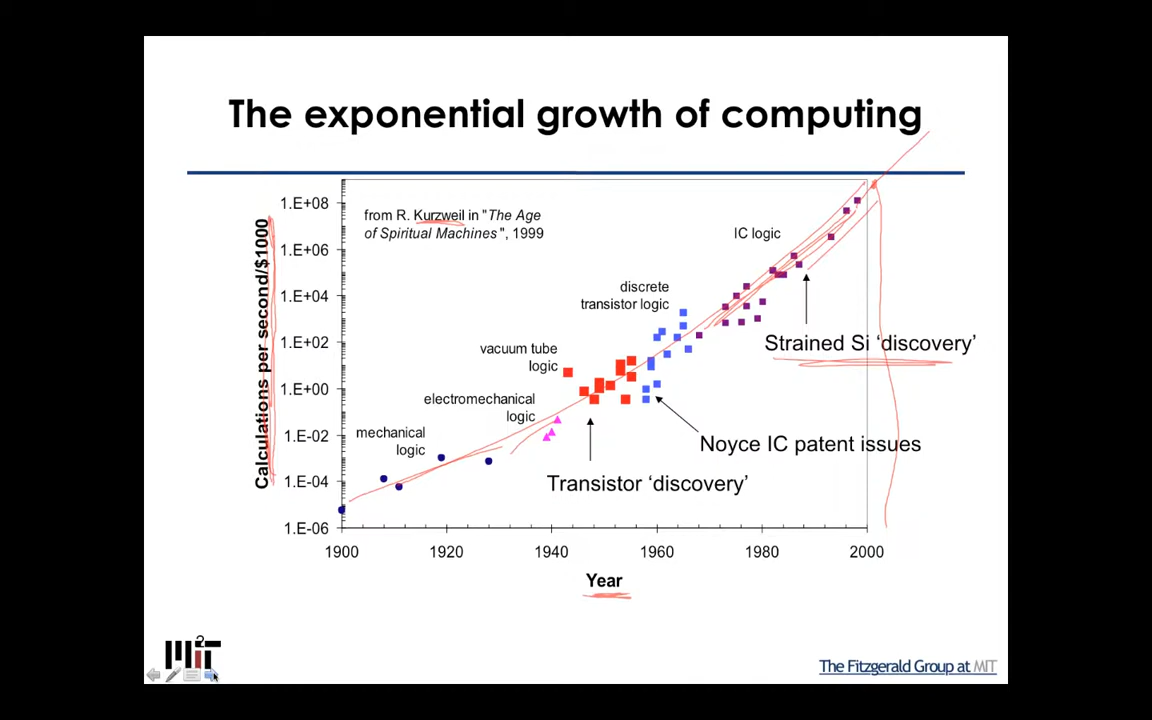 The exponential growth of computing
1.E+08
1.E+06
1.E+04
1.E+02
1.E+00
1.E-02
1.E-04
1.E-06
Calculations per second/$1000
from R. Kurzweil in "The Age
of Spiritual Machines", 1999
IC logic
discrete
transistor logic
Strained Si ‘discovery’
vacuum tube
logic
electromechanical
logic
mechanical
logic
Noyce IC patent issues
Transistor ‘discovery’
1900 1920 1940 1960 1980 2000
Year
M2iT
The Fitzgerald Group at MIT